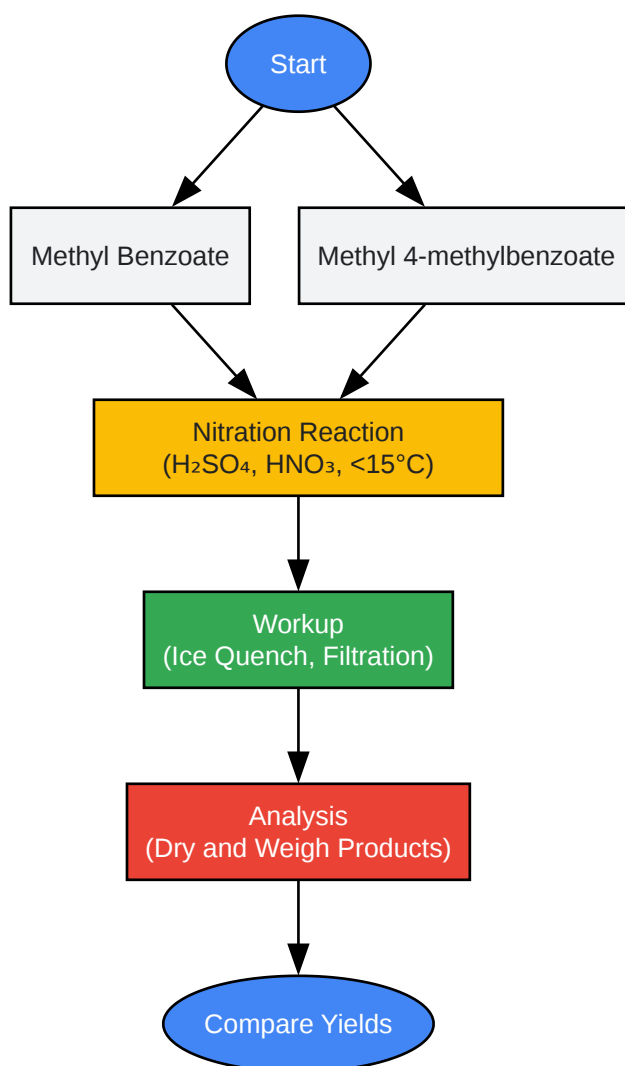 Start
Methyl Benzoate
Methyl 4-methylbenzoate
Nitration Reaction
(H₂SO₄, HNO₃, <15°C)
Workup
(Ice Quench, Filtration)
Analysis
(Dry and Weigh Products)
Compare Yields